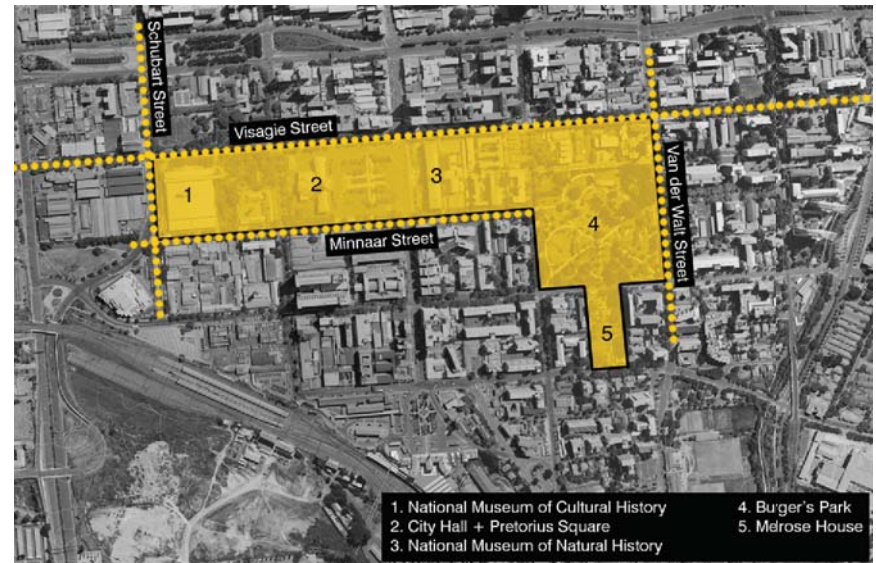 Schubart Street
Visagie Street
Van der Walt Street
1
2
3
4
Minnaar Street
5
1. National Museum of Cultural History
2. City Hall + Pretorius Square
3. National Museum of Natural History
4. Burger's Park
5. Melrose House